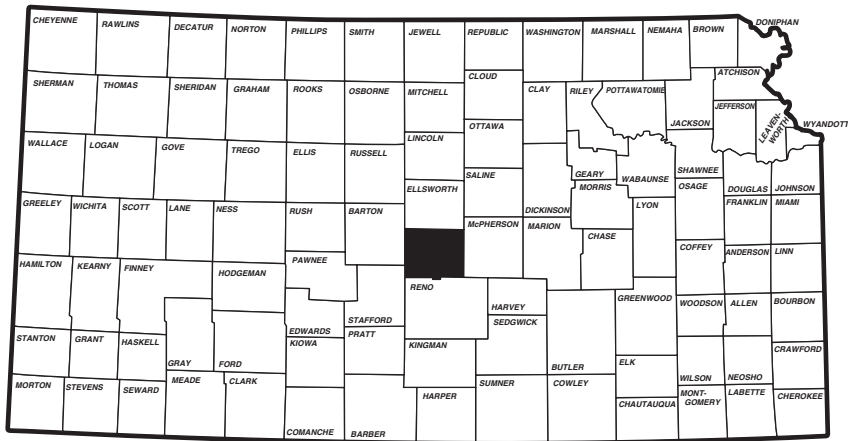 CHEYENNE
RAWLINS
DECATUR
NORTON
PHILLIPS
SMITH
JEWELL
REPUBLIC
WASHINGTON
MARSHALL
NEMAHA
BROWN
DONIPHAN
SHERMAN
THOMAS
SHERIDAN
GRAHAM
ROOKS
OSBORNE
MITCHELL
CLOUD
CLAY
RILEY
POTTAWATOMIE
JACKSON
ATCHISON
JEFFERSON
LEAVEN-
WORTH
WYANDOTT
WALLACE
LOGAN
GOVE
TREGO
ELLIS
RUSSELL
LINCOLN
OTTAWA
SALINE
ELLSWORTH
DICKINSON
GEARY
MORRIS
WABAUNSE
SHAWNEE
OSAGE
DOUGLAS
JOHNSON
GREELEY
WICHITA
SCOTT
LANE
NESS
RUSH
BARTON
McPHERSON
MARION
CHASE
LYON
FRANKLIN
MIAMI
HAMILTON
KEARNY
FINNEY
HODGEMAN
PAWNEE
STAFFORD
RENO
HARVEY
COFFEY
ANDERSON
LINN
EDWARDS
SEDGWICK
GREENWOOD
WOODSON
ALLEN
BOURBON
STANTON
GRANT
HASKELL
GRAY
FORD
KIOWA
PRATT
KINGMAN
BUTLER
ELK
WILSON
NEOSHO
CRAWFORD
MORTON
STEVENS
SEWARD
MEADE
CLARK
COMANCHE
BARBER
HARPER
SUMNER
COWLEY
CHAUTAUQUA
MONT-
GOMERY
LABETTE
CHEROKEE